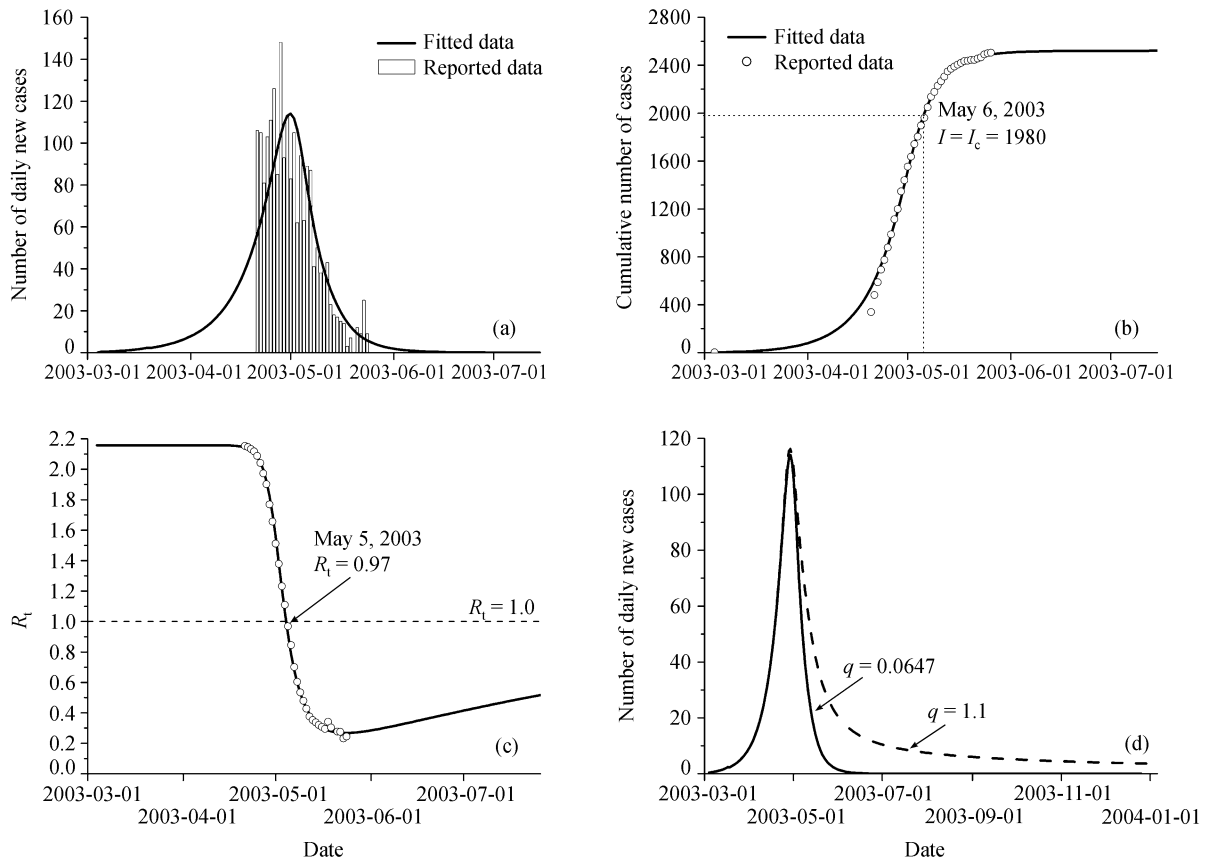 Number of daily new cases
160
140
120
100
80
60
40
20
0
Fitted data
Reported data
(a)
2003-03-01 2003-04-01 2003-05-01 2003-06-01 2003-07-01
Cumulative number of cases
2800
2400
2000
1600
1200
800
400
0
Fitted data
Reported data
May 6, 2003
I = Ic = 1980
(b)
2003-03-01 2003-04-01 2003-05-01 2003-06-01 2003-07-01
Rt
2.2
2.0
1.8
1.6
1.4
1.2
1.0
0.8
0.6
0.4
0.2
0.0
May 5, 2003
Rt = 0.97
Rt = 1.0
(c)
2003-03-01 2003-05-01 2003-07-01
2003-04-01 2003-06-01
Date
Number of daily new cases
120
100
80
60
40
20
0
q = 0.0647
q = 1.1
(d)
2003-03-01 2003-07-01 2003-11-01
2003-05-01 2003-09-01 2004-01-01
Date